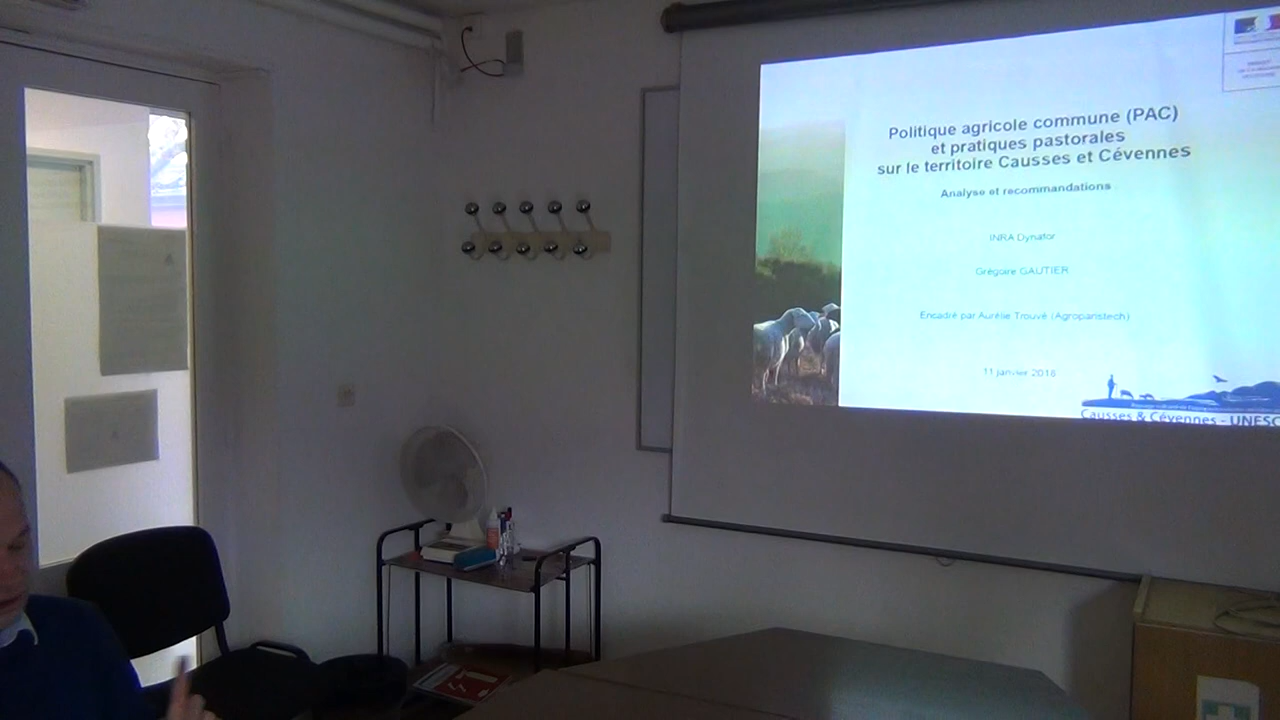 Politique agricole commune (PAC)
et pratiques pastorales
sur le territoire Causses et Cévennes
Analyse et recommandations
INRA Dynafor
Grégoire GAUTIER
Encadré par Aurélie Trouvé (Agroparistech)
11 janvier 2018
Causses & Cévennes - UNESC